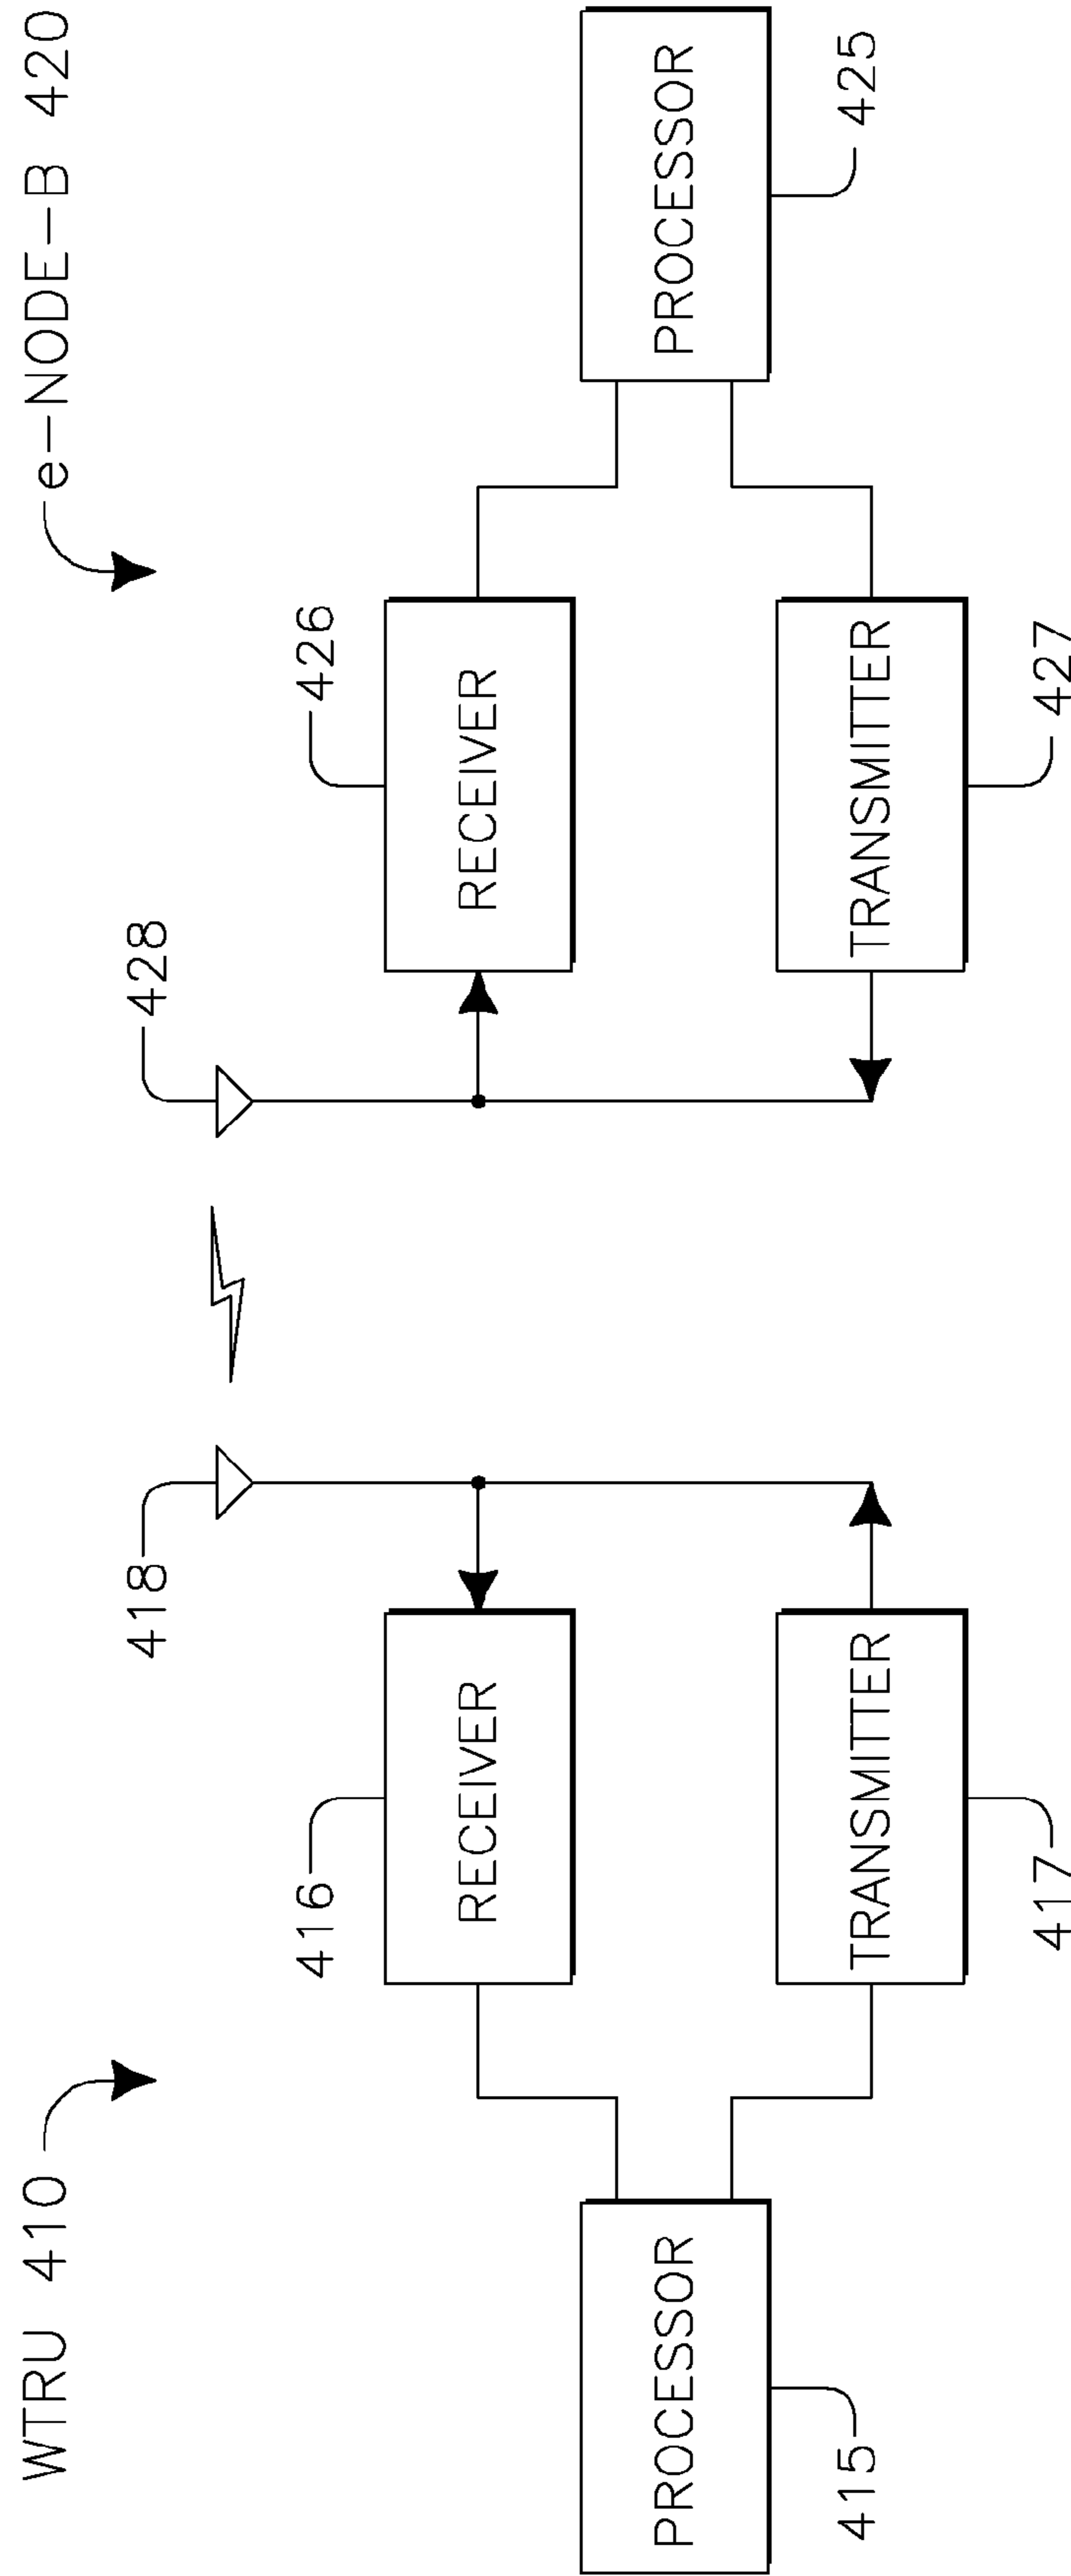 WTRU 410
e-NODE-B 420
418
428
416
426
RECEIVER
RECEIVER
PROCESSOR
PROCESSOR
415
425
TRANSMITTER
TRANSMITTER
417
427